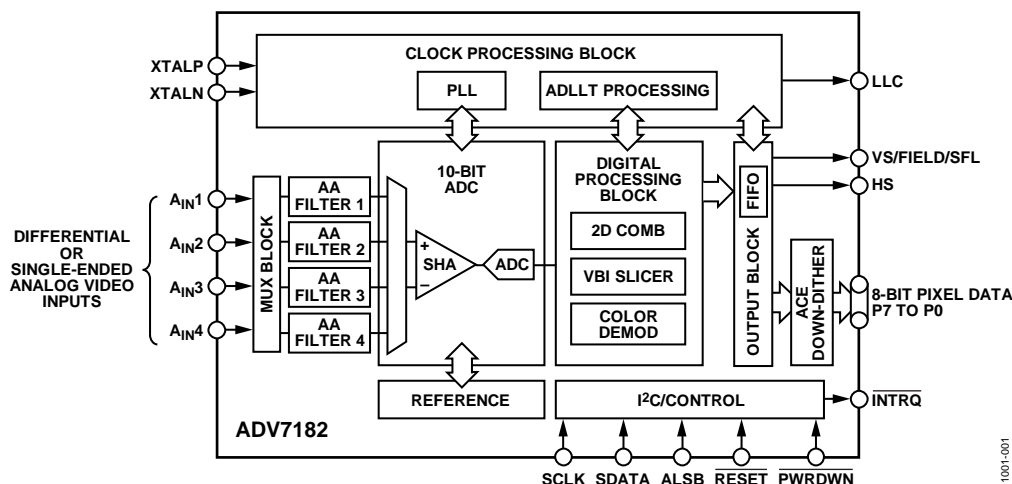 CLOCK PROCESSING BLOCK
XTALP
XTALN
PLL
ADLLT PROCESSING
LLC
10-BIT
ADC
DIGITAL
PROCESSING
BLOCK
OUTPUT BLOCK
FIFO
VS/FIELD/SFL
HS
DIFFERENTIAL
OR
SINGLE-ENDED
ANALOG VIDEO
INPUTS
AIN1
AIN2
AIN3
AIN4
MUX BLOCK
AA
FILTER 1
AA
FILTER 2
AA
FILTER 3
AA
FILTER 4
+
SHA
–
ADC
2D COMB
VBI SLICER
COLOR
DEMOD
ACE
DOWN-DITHER
8-BIT PIXEL DATA
P7 TO P0
REFERENCE
I2C/CONTROL
INTRQ
ADV7182
SCLK SDATA ALSB RESET PWRDWN
1001-001